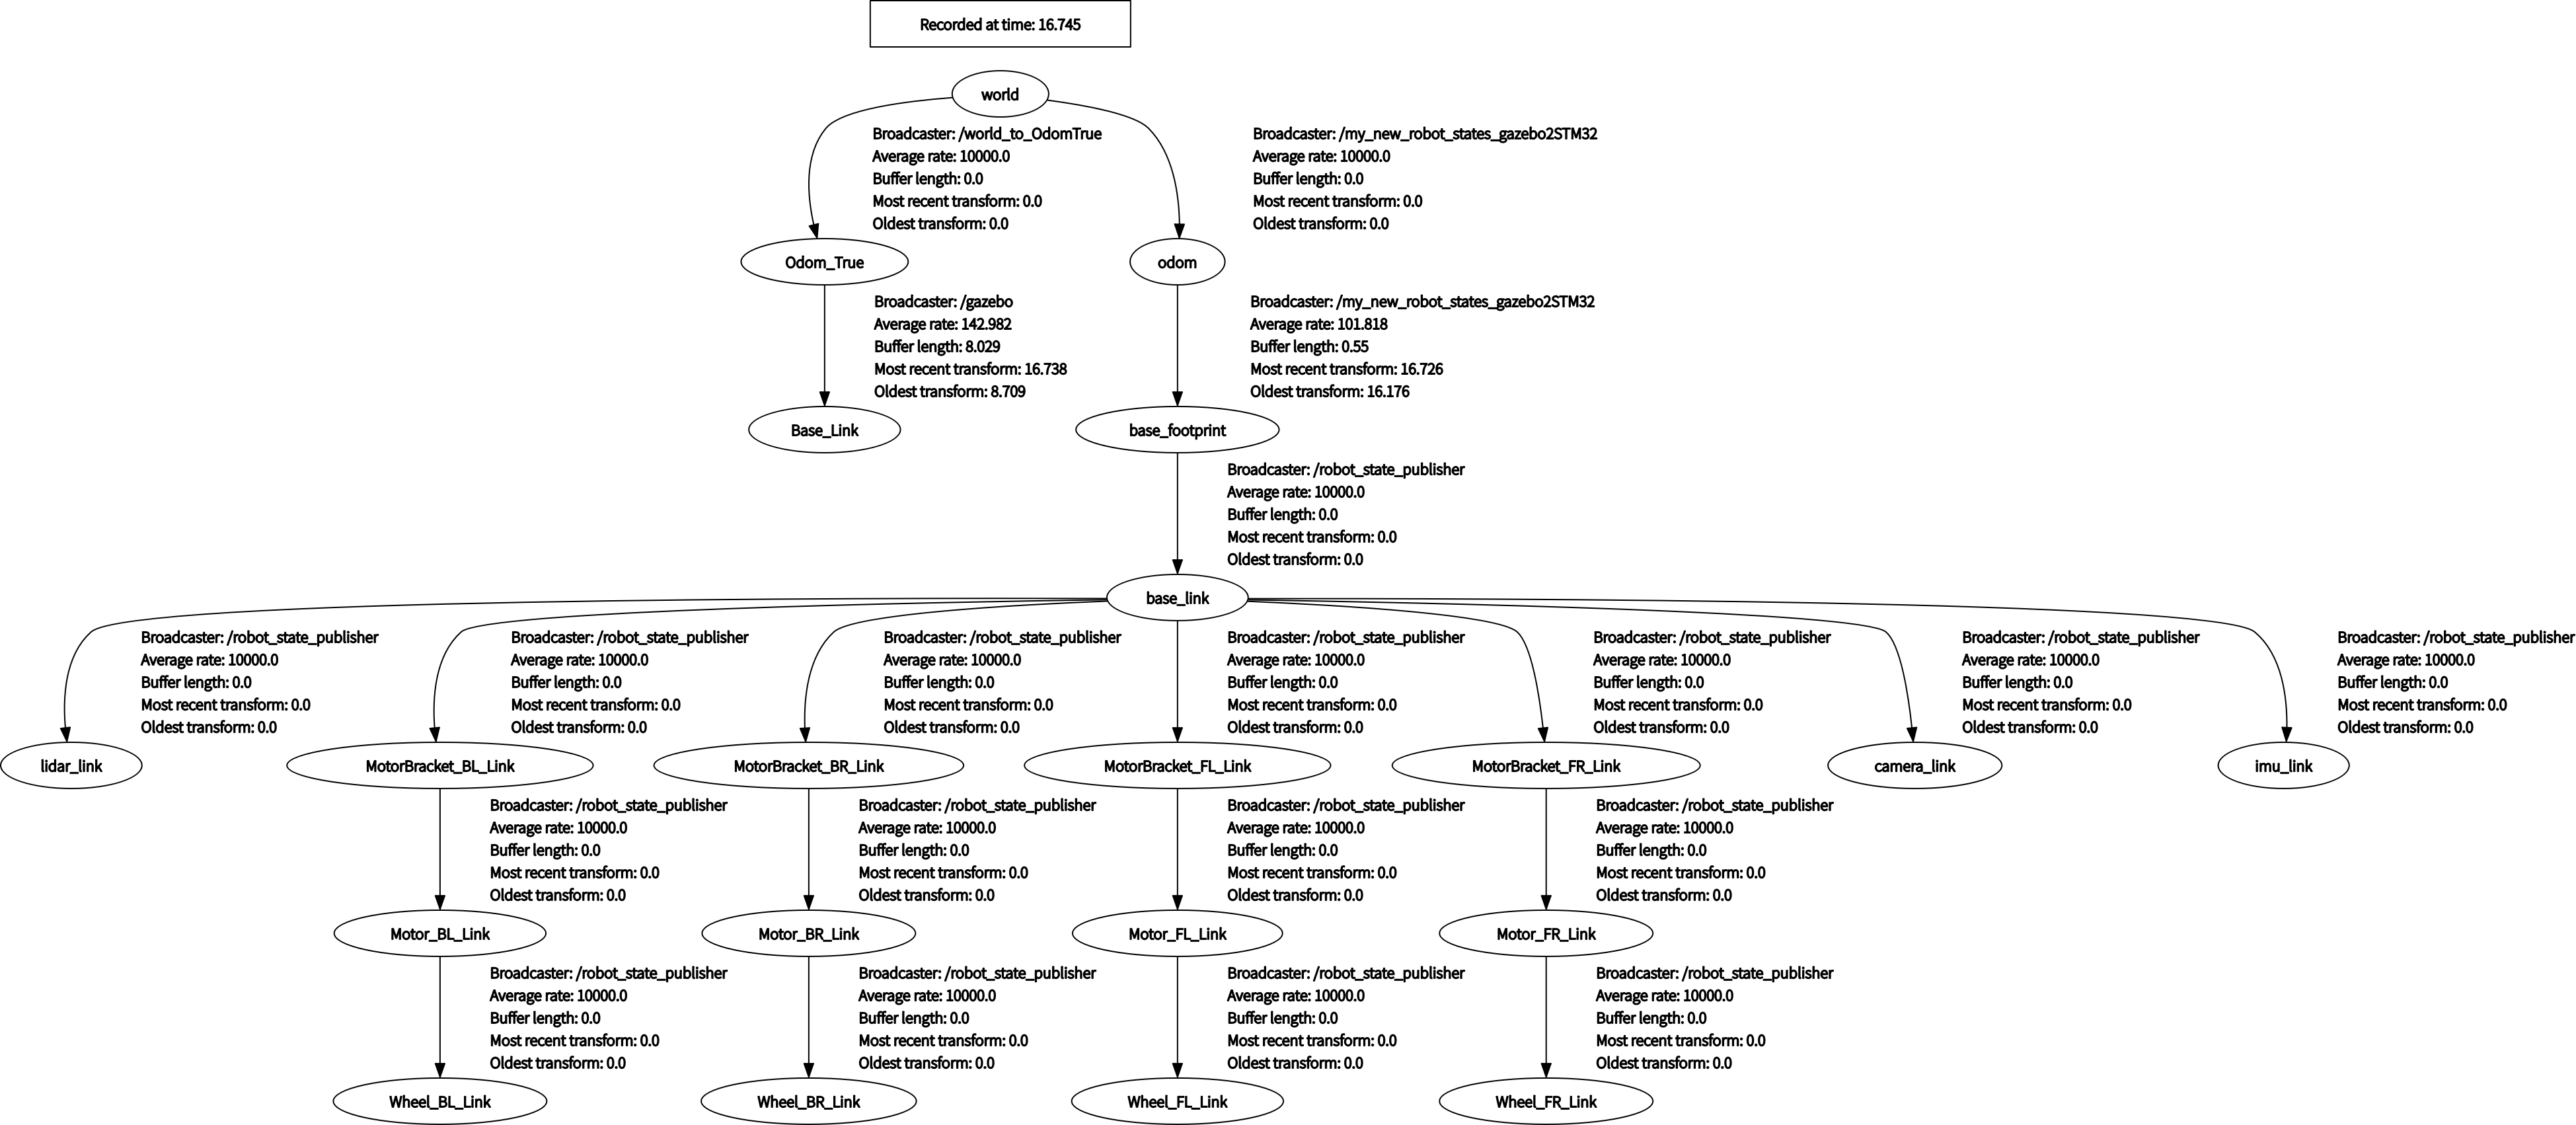 Recorded at time: 16.745
world
Broadcaster: /world_to_OdomTrue
Average rate: 10000.0
Buffer length: 0.0
Most recent transform: 0.0
Oldest transform: 0.0
Broadcaster: /my_new_robot_states_gazebo2STM32
Average rate: 10000.0
Buffer length: 0.0
Most recent transform: 0.0
Oldest transform: 0.0
Odom_True
odom
Broadcaster: /gazebo
Average rate: 142.982
Buffer length: 8.029
Most recent transform: 16.738
Oldest transform: 8.709
Broadcaster: /my_new_robot_states_gazebo2STM32
Average rate: 101.818
Buffer length: 0.55
Most recent transform: 16.726
Oldest transform: 16.176
Base_Link
base_footprint
Broadcaster: /robot_state_publisher
Average rate: 10000.0
Buffer length: 0.0
Most recent transform: 0.0
Oldest transform: 0.0
base_link
Broadcaster: /robot_state_publisher
Average rate: 10000.0
Buffer length: 0.0
Most recent transform: 0.0
Oldest transform: 0.0
Broadcaster: /robot_state_publisher
Average rate: 10000.0
Buffer length: 0.0
Most recent transform: 0.0
Oldest transform: 0.0
Broadcaster: /robot_state_publisher
Average rate: 10000.0
Buffer length: 0.0
Most recent transform: 0.0
Oldest transform: 0.0
Broadcaster: /robot_state_publisher
Average rate: 10000.0
Buffer length: 0.0
Most recent transform: 0.0
Oldest transform: 0.0
Broadcaster: /robot_state_publisher
Average rate: 10000.0
Buffer length: 0.0
Most recent transform: 0.0
Oldest transform: 0.0
Broadcaster: /robot_state_publisher
Average rate: 10000.0
Buffer length: 0.0
Most recent transform: 0.0
Oldest transform: 0.0
Broadcaster: /robot_state_publisher
Average rate: 10000.0
Buffer length: 0.0
Most recent transform: 0.0
Oldest transform: 0.0
lidar_link
MotorBracket_BL_Link
MotorBracket_BR_Link
MotorBracket_FL_Link
MotorBracket_FR_Link
camera_link
imu_link
Broadcaster: /robot_state_publisher
Average rate: 10000.0
Buffer length: 0.0
Most recent transform: 0.0
Oldest transform: 0.0
Broadcaster: /robot_state_publisher
Average rate: 10000.0
Buffer length: 0.0
Most recent transform: 0.0
Oldest transform: 0.0
Broadcaster: /robot_state_publisher
Average rate: 10000.0
Buffer length: 0.0
Most recent transform: 0.0
Oldest transform: 0.0
Broadcaster: /robot_state_publisher
Average rate: 10000.0
Buffer length: 0.0
Most recent transform: 0.0
Oldest transform: 0.0
Motor_BL_Link
Motor_BR_Link
Motor_FL_Link
Motor_FR_Link
Broadcaster: /robot_state_publisher
Average rate: 10000.0
Buffer length: 0.0
Most recent transform: 0.0
Oldest transform: 0.0
Broadcaster: /robot_state_publisher
Average rate: 10000.0
Buffer length: 0.0
Most recent transform: 0.0
Oldest transform: 0.0
Broadcaster: /robot_state_publisher
Average rate: 10000.0
Buffer length: 0.0
Most recent transform: 0.0
Oldest transform: 0.0
Broadcaster: /robot_state_publisher
Average rate: 10000.0
Buffer length: 0.0
Most recent transform: 0.0
Oldest transform: 0.0
Wheel_BL_Link
Wheel_BR_Link
Wheel_FL_Link
Wheel_FR_Link